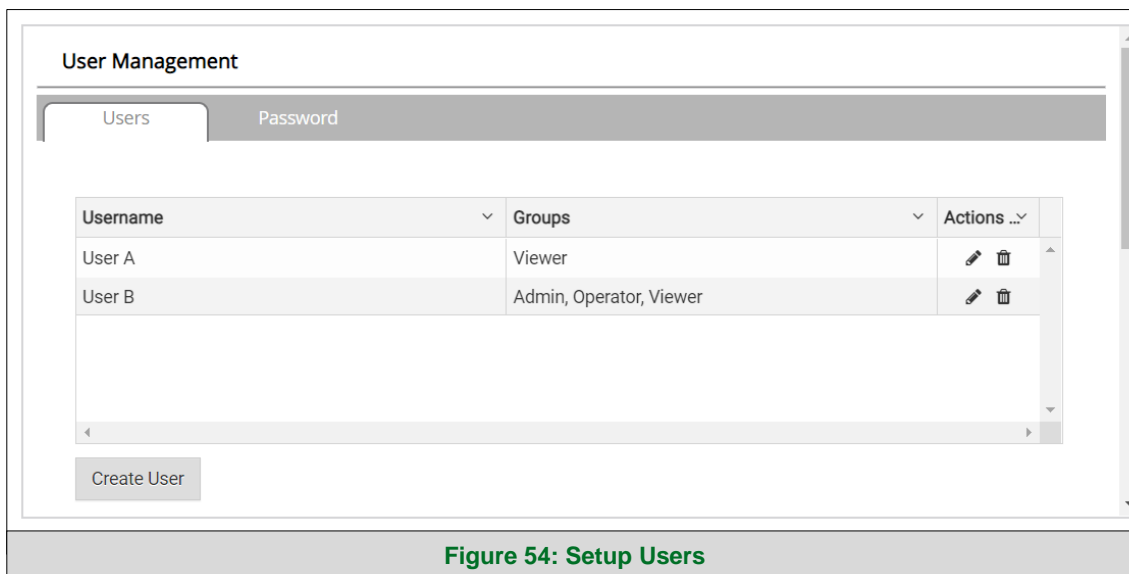 User Management
Users Password
Username Groups Actions ...
User A Viewer
User B Admin, Operator, Viewer
Create User
Figure 54: Setup Users